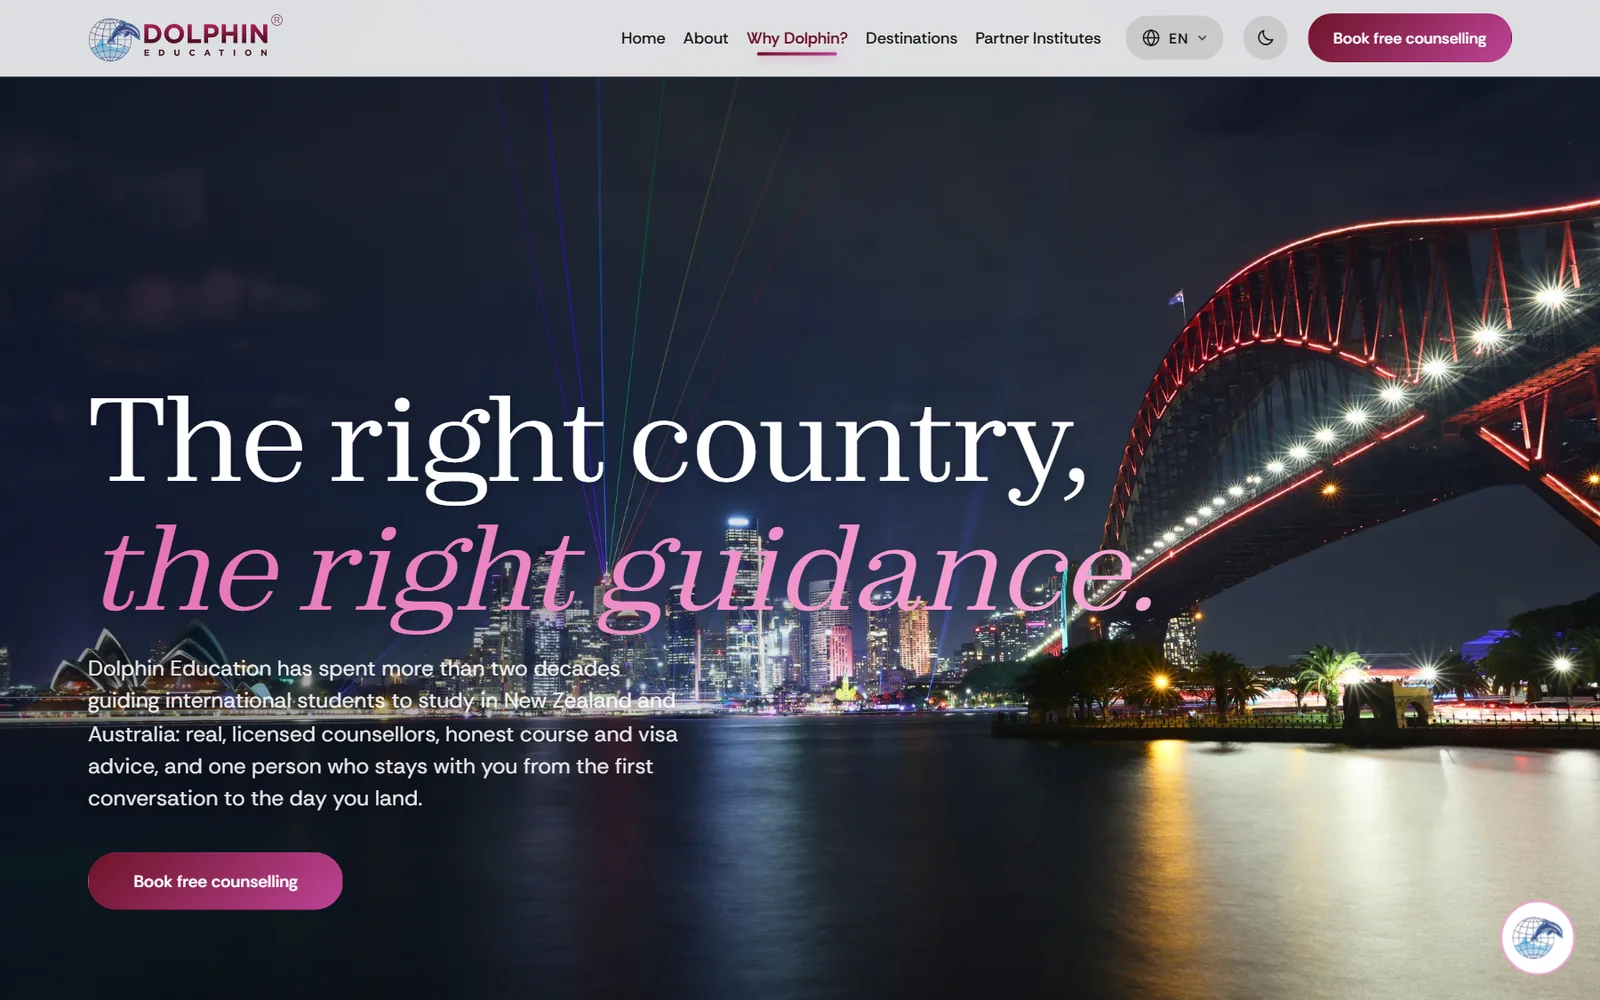 DOLPHIN®
EDUCATION
Home About Why Dolphin? Destinations Partner Institutes EN Book free counselling
The right country,
the right guidance.
Dolphin Education has spent more than two decades
guiding international students to study in New Zealand and
Australia: real, licensed counsellors, honest course and visa
advice, and one person who stays with you from the first
conversation to the day you land.
Book free counselling